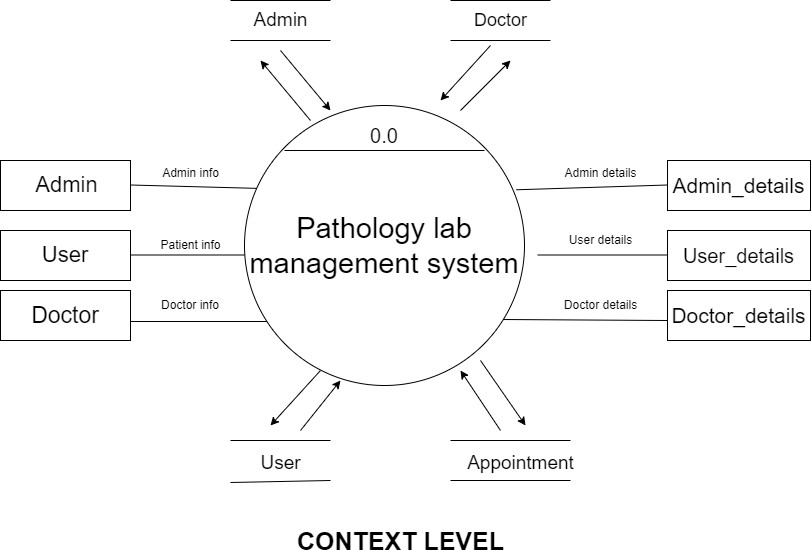 Admin
Doctor
0.0
Admin
Admin info
Admin details
Admin_details
User
Patient info
Pathology lab
management system
User details
User_details
Doctor
Doctor info
Doctor details
Doctor_details
User
Appointment
CONTEXT LEVEL